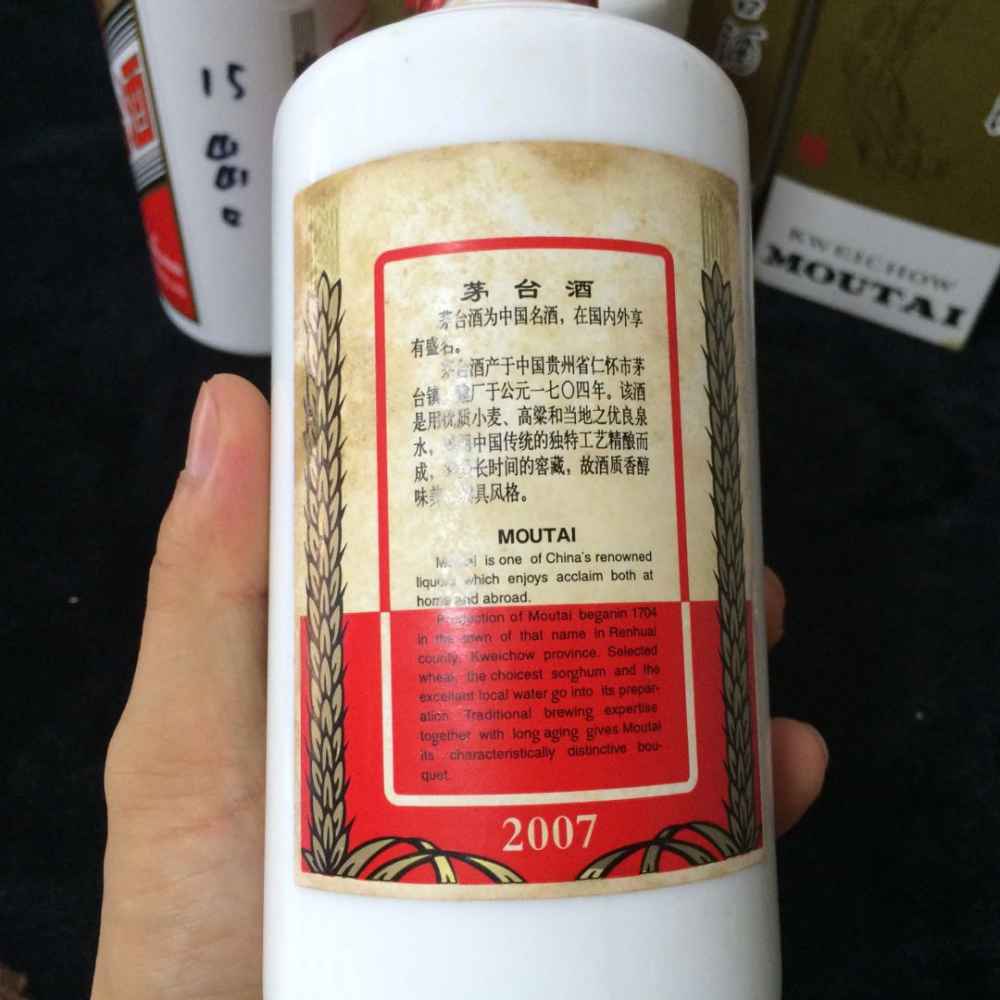 15
酒
KWEICHOW
MOUTAI
茅台酒
茅台酒为中国名酒，在国内外享
有盛名。
茅台酒产于中国贵州省仁怀市茅
台镇，建厂于公元一七〇四年。该酒
是用优质小麦、高粱和当地之优良泉
水，中国传统的独特工艺精酿而
成，长时间的窖藏，故酒质香醇
味美，具风格。
MOUTAI
Moutai is one of China's renowned
liquors which enjoys acclaim both at
home and abroad.
Production of Moutai beganin 1704
in the town of that name in Renhuai
county, Kweichow province. Selected
wheat, the choicest sorghum and the
excellent local water go into its prepar-
ation. Traditional brewing expertise
together with long aging gives Moutai
its characteristically distinctive bou-
quet.
2007